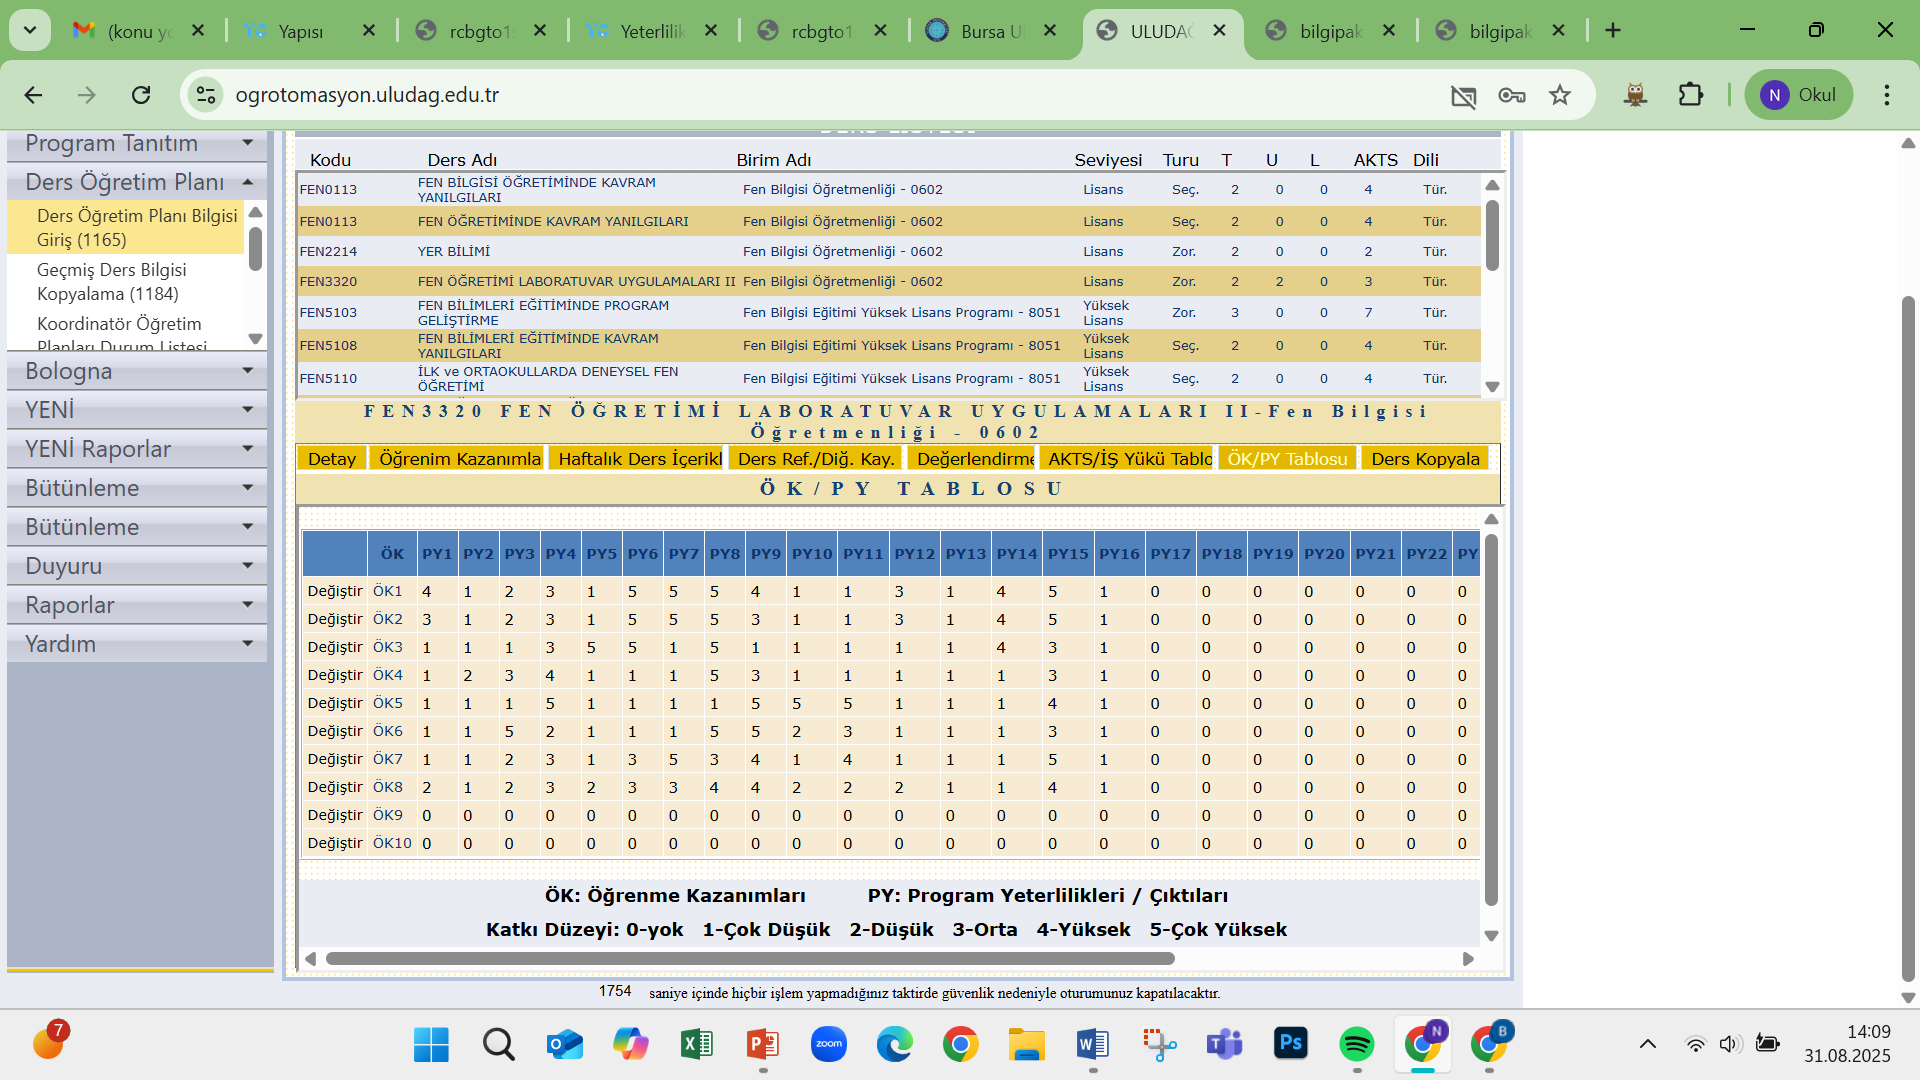 (konu yo
Yapısı
rcbgto1
Yeterlilik
rcbgto1
Bursa Ul
ULUDAĞ
bilgipak
bilgipak
ogrotomasyon.uludag.edu.tr
N Okul
Program Tanıtım
Ders Öğretim Planı
Ders Öğretim Planı Bilgisi
Giriş (1165)
Geçmiş Ders Bilgisi
Kopyalama (1184)
Koordinatör Öğretim
Planları Durum Listesi
Bologna
YENİ
YENİ Raporlar
Bütünleme
Bütünleme
Duyuru
Raporlar
Yardım
Kodu Ders Adı Birim Adı Seviyesi Turu T U L AKTS Dili
FEN0113 FEN BİLGİSİ ÖĞRETİMİNDE KAVRAM YANILGILARI Fen Bilgisi Öğretmenliği - 0602 Lisans Seç. 2 0 0 4 Tür.
FEN0113 FEN ÖĞRETİMİNDE KAVRAM YANILGILARI Fen Bilgisi Öğretmenliği - 0602 Lisans Seç. 2 0 0 4 Tür.
FEN2214 YER BİLİMİ Fen Bilgisi Öğretmenliği - 0602 Lisans Zor. 2 0 0 2 Tür.
FEN3320 FEN ÖĞRETİMİ LABORATUVAR UYGULAMALARI II Fen Bilgisi Öğretmenliği - 0602 Lisans Zor. 2 2 0 3 Tür.
FEN5103 FEN BİLİMLERİ EĞİTİMİNDE PROGRAM GELİŞTİRME Fen Bilgisi Eğitimi Yüksek Lisans Programı - 8051 Yüksek Lisans Zor. 3 0 0 7 Tür.
FEN5108 FEN BİLİMLERİ EĞİTİMİNDE KAVRAM YANILGILARI Fen Bilgisi Eğitimi Yüksek Lisans Programı - 8051 Yüksek Lisans Seç. 2 0 0 4 Tür.
FEN5110 İLK ve ORTAOKULLARDA DENEYSEL FEN ÖĞRETİMİ Fen Bilgisi Eğitimi Yüksek Lisans Programı - 8051 Yüksek Lisans Seç. 2 0 0 4 Tür.
FEN3320 FEN ÖĞRETİMİ LABORATUVAR UYGULAMALARI II-Fen Bilgisi
Öğretmenliği - 0602
Detay Öğrenim Kazanımla Haftalık Ders İçerikl Ders Ref./Diğ. Kay. Değerlendirme AKTS/İŞ Yükü Tablo ÖK/PY Tablosu Ders Kopyala
ÖK/PY TABLOSU
ÖK PY1 PY2 PY3 PY4 PY5 PY6 PY7 PY8 PY9 PY10 PY11 PY12 PY13 PY14 PY15 PY16 PY17 PY18 PY19 PY20 PY21 PY22 PY
Değiştir ÖK1 4 1 2 3 1 5 5 5 4 1 1 3 1 4 5 1 0 0 0 0 0 0 0
Değiştir ÖK2 3 1 2 3 1 5 5 5 3 1 1 3 1 4 5 1 0 0 0 0 0 0 0
Değiştir ÖK3 1 1 1 3 5 5 1 5 1 1 1 1 1 4 3 1 0 0 0 0 0 0 0
Değiştir ÖK4 1 2 3 4 1 1 1 5 3 1 1 1 1 1 3 1 0 0 0 0 0 0 0
Değiştir ÖK5 1 1 1 5 1 1 1 1 5 5 5 1 1 1 4 1 0 0 0 0 0 0 0
Değiştir ÖK6 1 1 5 2 1 1 1 5 5 2 3 1 1 1 3 1 0 0 0 0 0 0 0
Değiştir ÖK7 1 1 2 3 1 3 5 3 4 1 4 1 1 1 5 1 0 0 0 0 0 0 0
Değiştir ÖK8 2 1 2 3 2 3 3 4 4 2 2 2 1 1 4 1 0 0 0 0 0 0 0
Değiştir ÖK9 0 0 0 0 0 0 0 0 0 0 0 0 0 0 0 0 0 0 0 0 0 0 0
Değiştir ÖK10 0 0 0 0 0 0 0 0 0 0 0 0 0 0 0 0 0 0 0 0 0 0 0
ÖK: Öğrenme Kazanımları PY: Program Yeterlilikleri / Çıktıları
Katkı Düzeyi: 0-yok 1-Çok Düşük 2-Düşük 3-Orta 4-Yüksek 5-Çok Yüksek
1754 saniye içinde hiçbir işlem yapmadığınız taktirde güvenlik nedeniyle oturumunuz kapatılacaktır.
7
zoom
Ps
N
B
14:09
31.08.2025